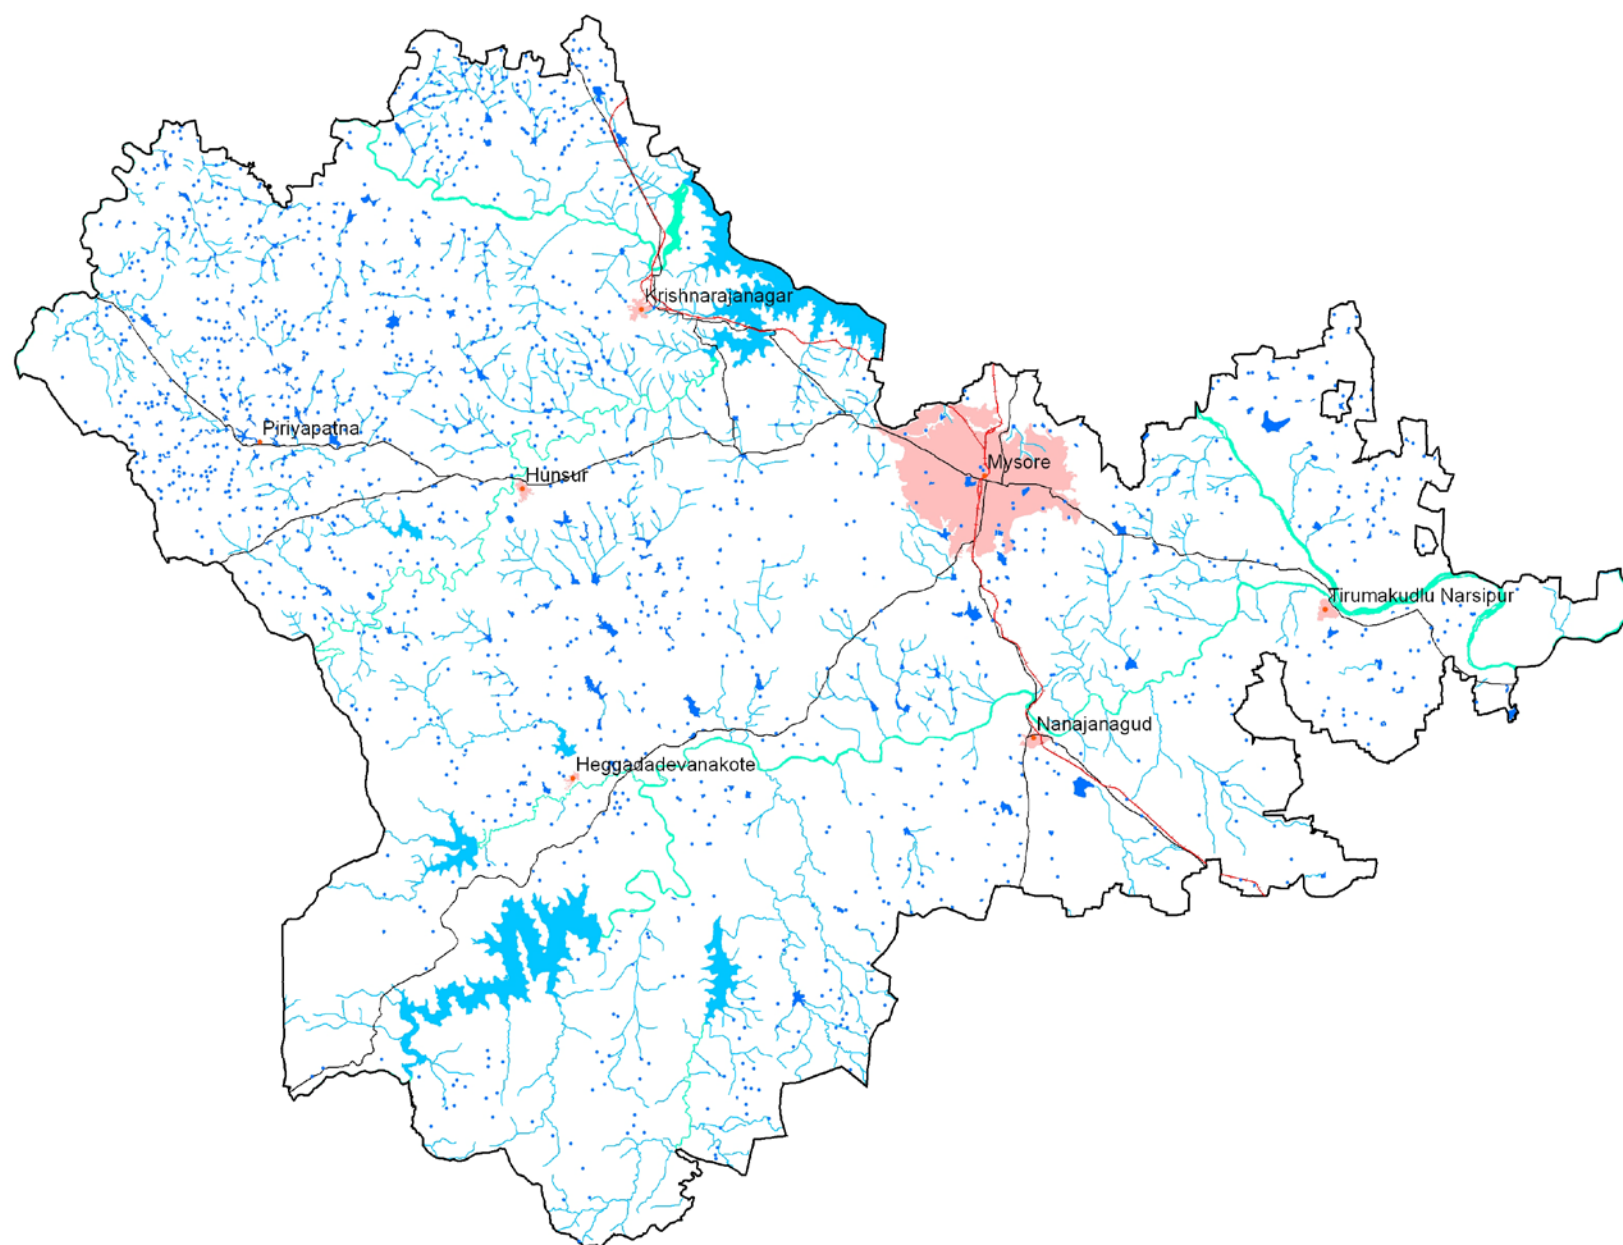 Krishnarajanagar
Piriyapatna
Hunsur
Mysore
Tirumakudlu Narsipur
Nanajanagud
Heggadadevanakote